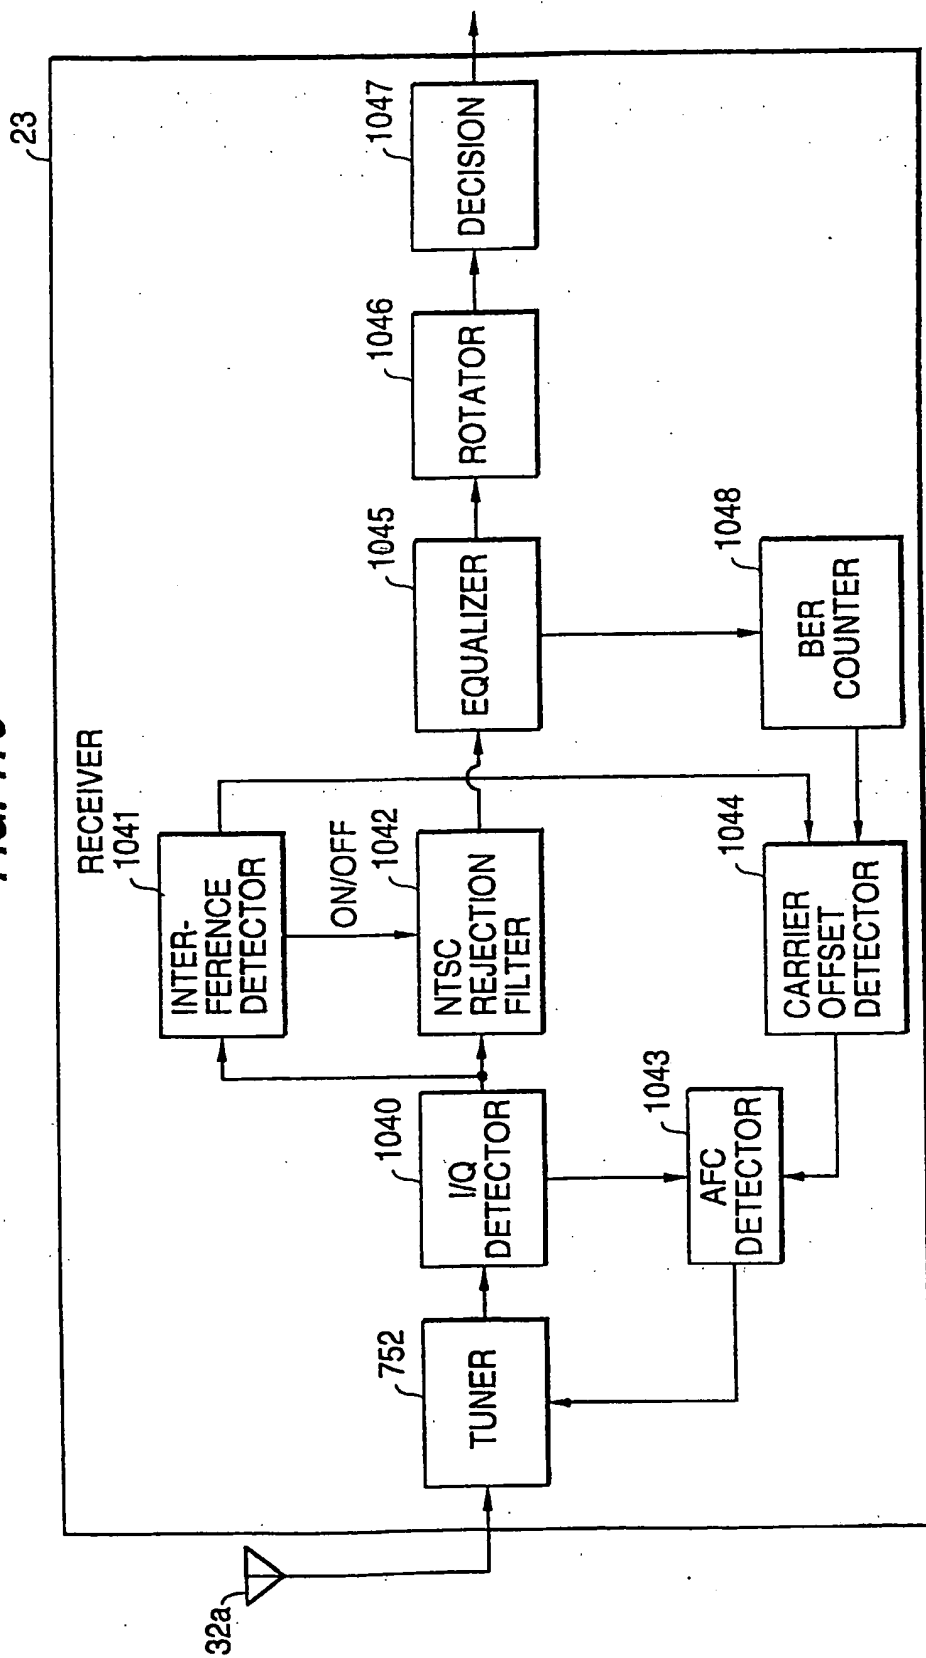 23
RECEIVER
1041
INTER-
FERENCE
DETECTOR
ON/OFF
32a
752
TUNER
1040
I/Q
DETECTOR
1042
NTSC
REJECTION
FILTER
1045
EQUALIZER
1046
ROTATOR
1047
DECISION
1043
AFC
DETECTOR
1044
CARRIER
OFFSET
DETECTOR
1048
BER
COUNTER